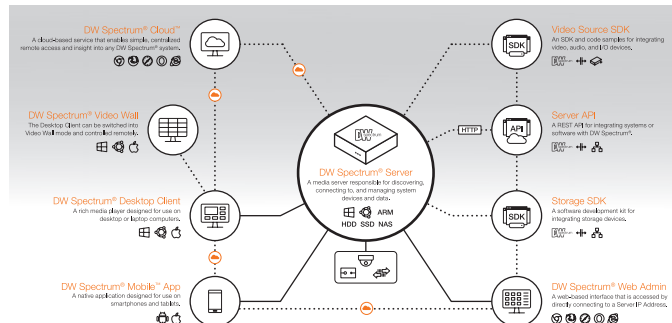 DW Spectrum® Cloud™
A cloud-based service that enables simple, centralized
remote access and insight into any DW Spectrum® system.
DW Spectrum® Video Wall
The Desktop Client can be switched into
Video Wall mode and controlled remotely.
DW Spectrum® Desktop Client
A rich media player designed for use on
desktop or laptop computers.
DW Spectrum® Mobile™ App
A native application designed for use on
smartphones and tablets.
DW Spectrum® Server
A media server responsible for discovering,
connecting to, and managing system
devices and data.
ARM
HDD SSD NAS
HTTP
SDK
Video Source SDK
An SDK and code samples for integrating
video, audio, and I/O devices.
API
Server API
A REST API for integrating systems or
software with DW Spectrum®.
SDK
Storage SDK
A software development kit for
integrating storage devices.
DW Spectrum® Web Admin
A web-based interface that is accessed by
directly connecting to a Server IP Address.